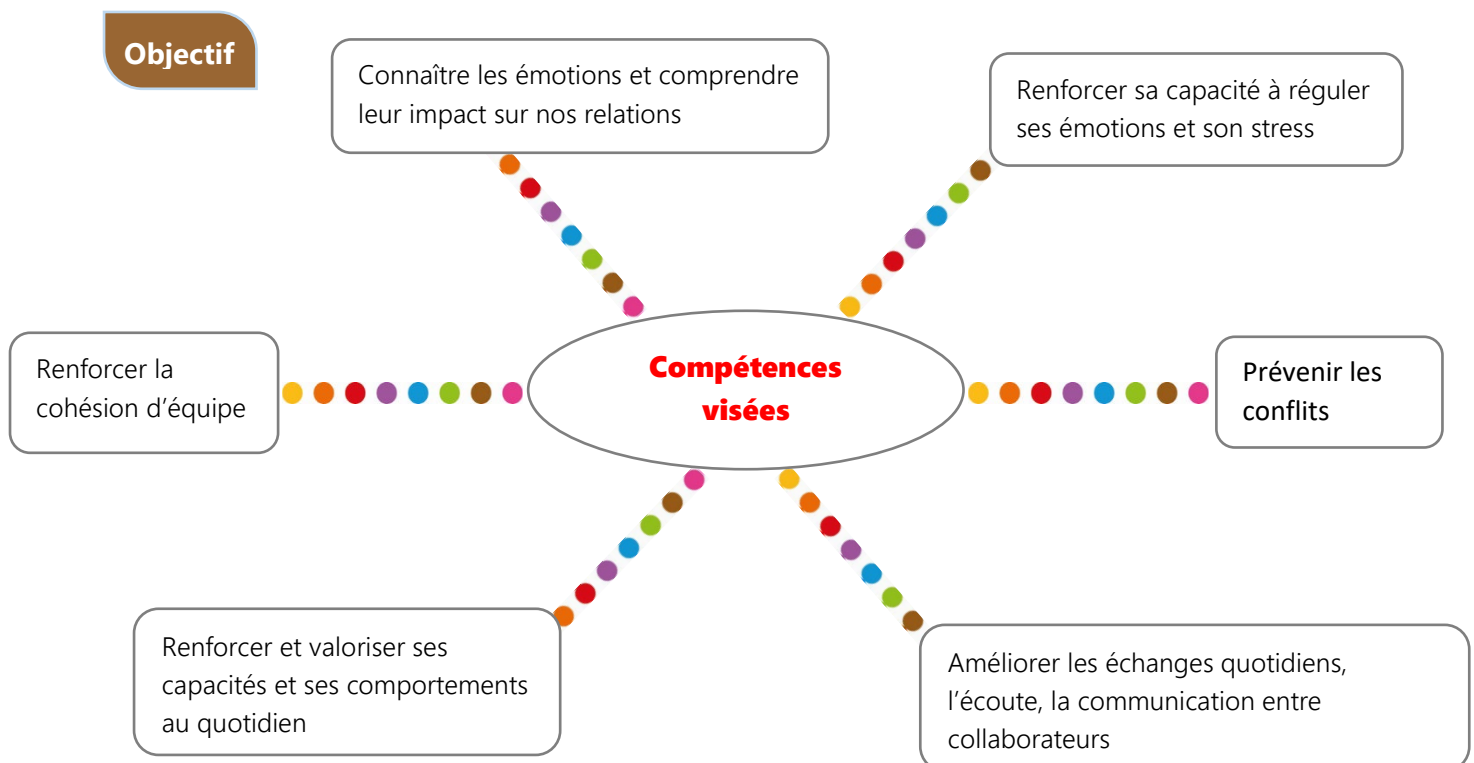 Objectif
Connaître les émotions et comprendre
leur impact sur nos relations
Renforcer sa capacité à réguler
ses émotions et son stress
Renforcer la
cohésion d’équipe
Compétences
visées
Prévenir les
conflits
Renforcer et valoriser ses
capacités et ses comportements
au quotidien
Améliorer les échanges quotidiens,
l’écoute, la communication entre
collaborateurs